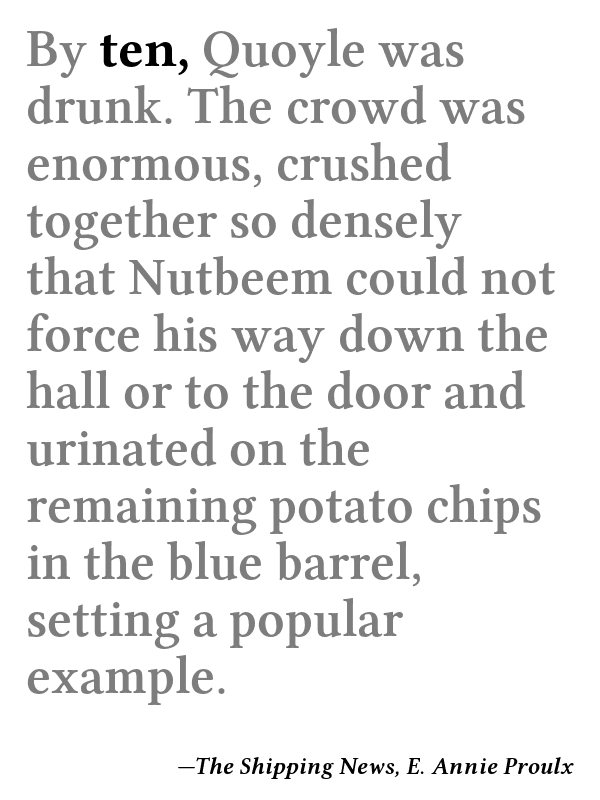 By ten, Quoyle was
drunk. The crowd was
enormous, crushed
together so densely
that Nutbeem could not
force his way down the
hall or to the door and
urinated on the
remaining potato chips
in the blue barrel,
setting a popular
example.
—The Shipping News, E. Annie Proulx